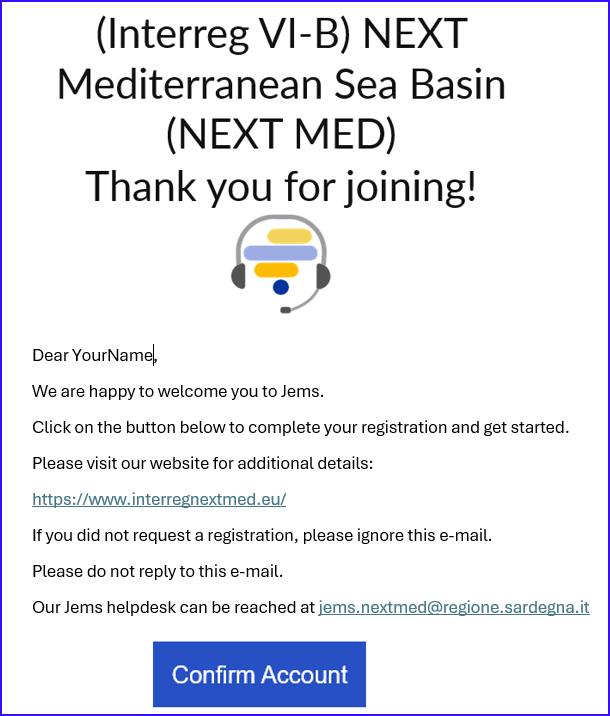 (Interreg VI-B) NEXT
Mediterranean Sea Basin
(NEXT MED)
Thank you for joining!
Dear YourName,
We are happy to welcome you to Jems.
Click on the button below to complete your registration and get started.
Please visit our website for additional details:
https://www.interregnextmed.eu/
If you did not request a registration, please ignore this e-mail.
Please do not reply to this e-mail.
Our Jems helpdesk can be reached at jems.nextmed@regione.sardegna.it
Confirm Account